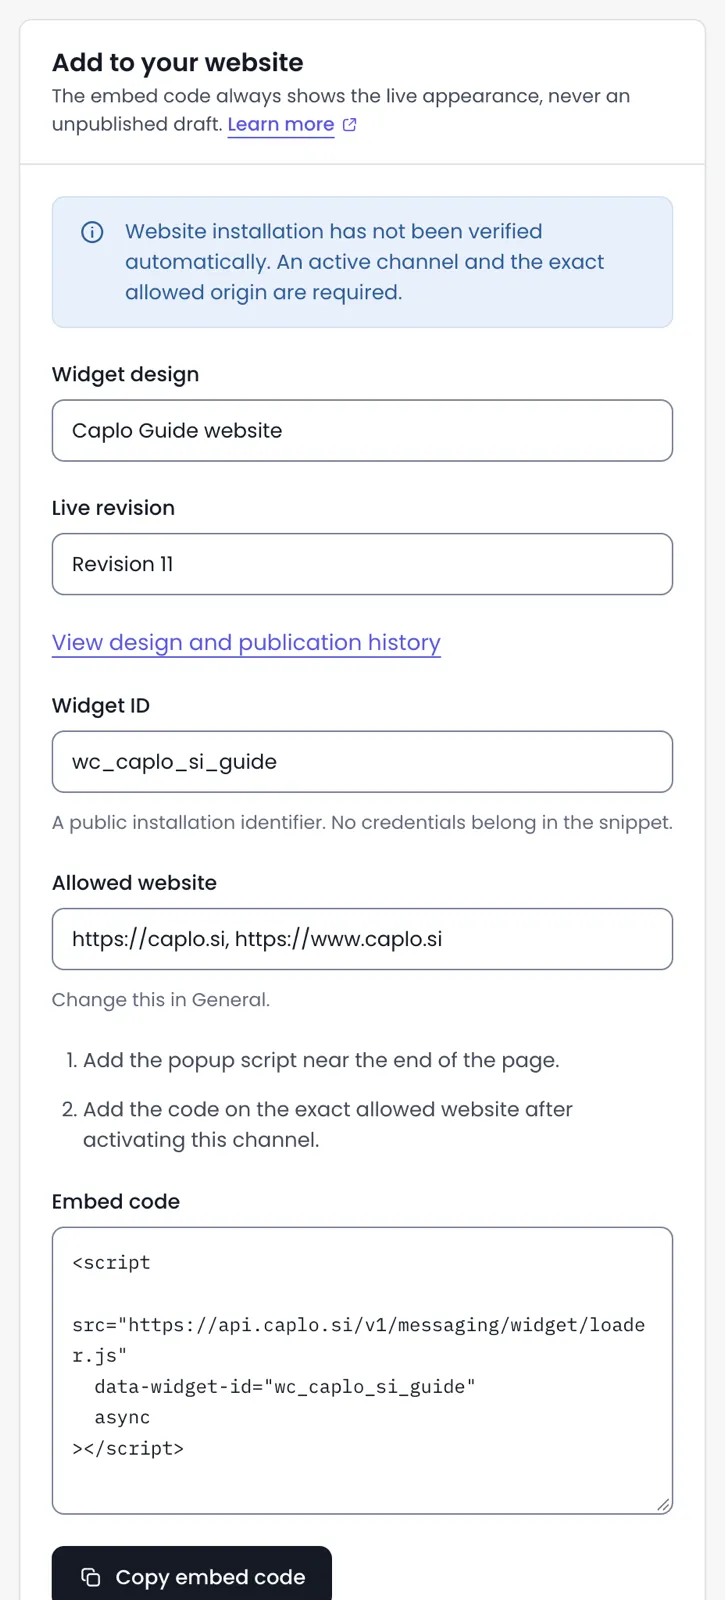 Add to your website
The embed code always shows the live appearance, never an
unpublished draft. Learn more
Website installation has not been verified
automatically. An active channel and the exact
allowed origin are required.
Widget design
Caplo Guide website
Live revision
Revision 11
View design and publication history
Widget ID
wc_caplo_si_guide
A public installation identifier. No credentials belong in the snippet.
Allowed website
https://caplo.si, https://www.caplo.si
Change this in General.
1. Add the popup script near the end of the page.
2. Add the code on the exact allowed website after
activating this channel.
Embed code
<script
src="https://api.caplo.si/v1/messaging/widget/loade
r.js"
data-widget-id="wc_caplo_si_guide"
async
></script>
Copy embed code